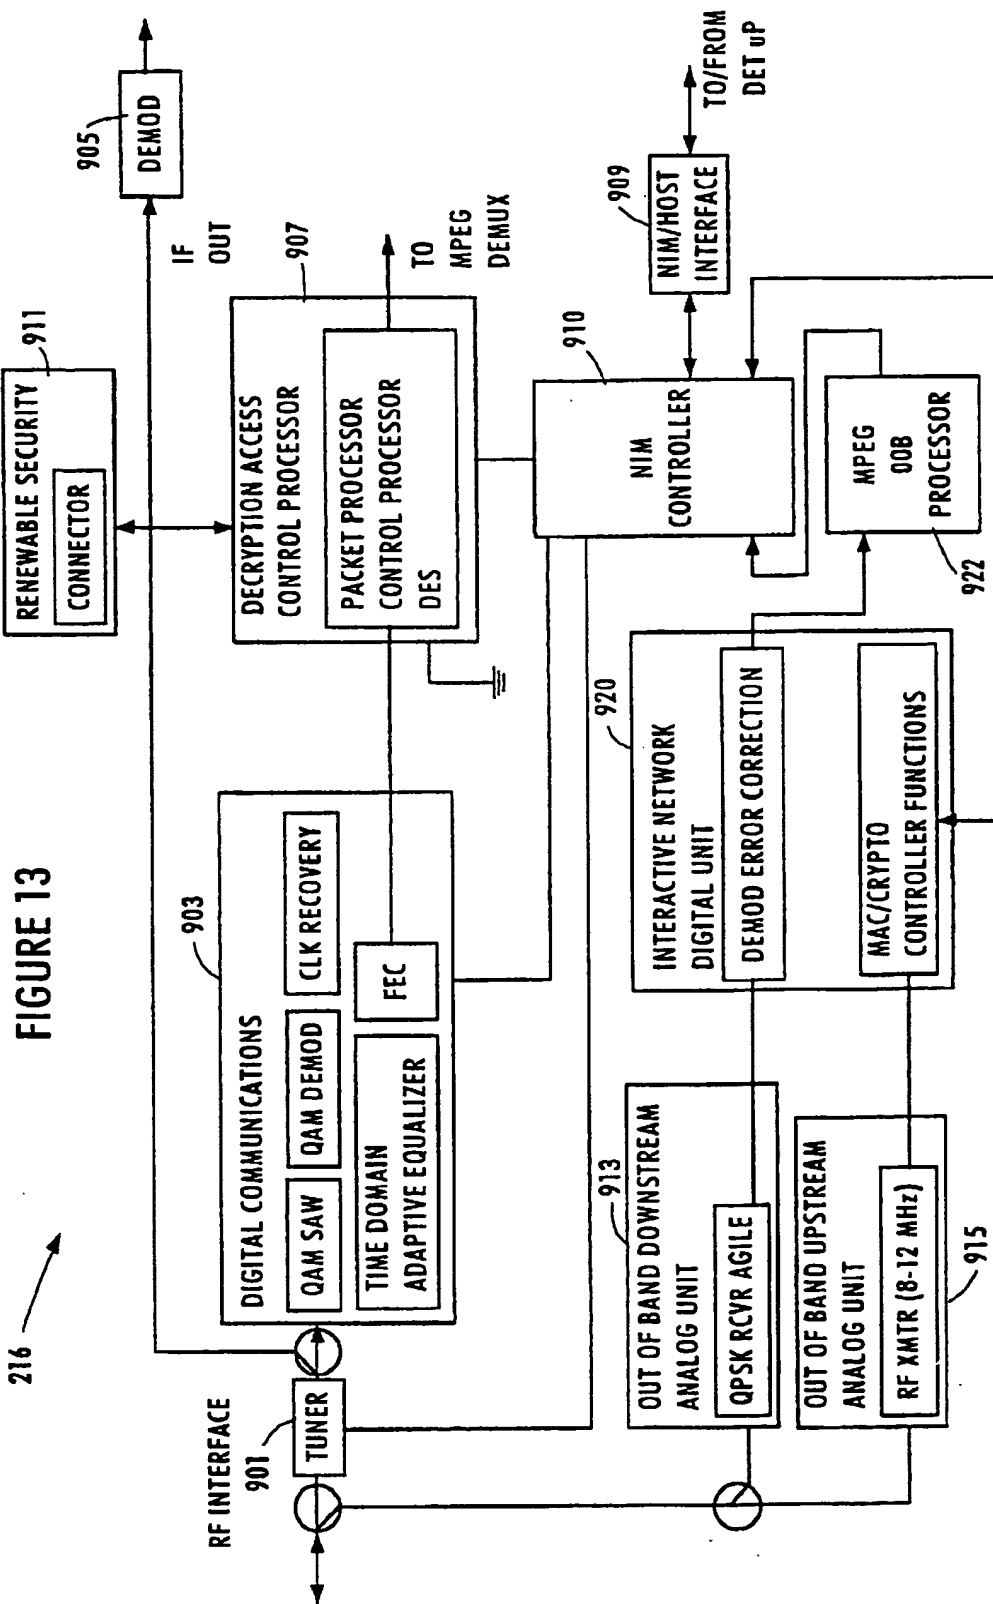 FIGURE 13
216
RF INTERFACE
901
TUNER
903
DIGITAL COMMUNICATIONS
QAM SAW
QAM DEMOD
CLK RECOVERY
TIME DOMAIN
ADAPTIVE EQUALIZER
FEC
911
RENEWABLE SECURITY
CONNECTOR
905
DEMOD
IF
OUT
907
DECRYPTION ACCESS
CONTROL PROCESSOR
PACKET PROCESSOR
CONTROL PROCESSOR
DES
TO
MPEG
DEMUX
910
NIM
CONTROLLER
909
NIM/HOST
INTERFACE
TO/FROM
DET uP
913
OUT OF BAND DOWNSTREAM
ANALOG UNIT
QPSK RCVR AGILE
OUT OF BAND UPSTREAM
ANALOG UNIT
RF XMTR (8-12 MHz)
915
920
INTERACTIVE NETWORK
DIGITAL UNIT
DEMOD ERROR CORRECTION
MAC/CRYPTO
CONTROLLER FUNCTIONS
MPEG
OOB
PROCESSOR
922